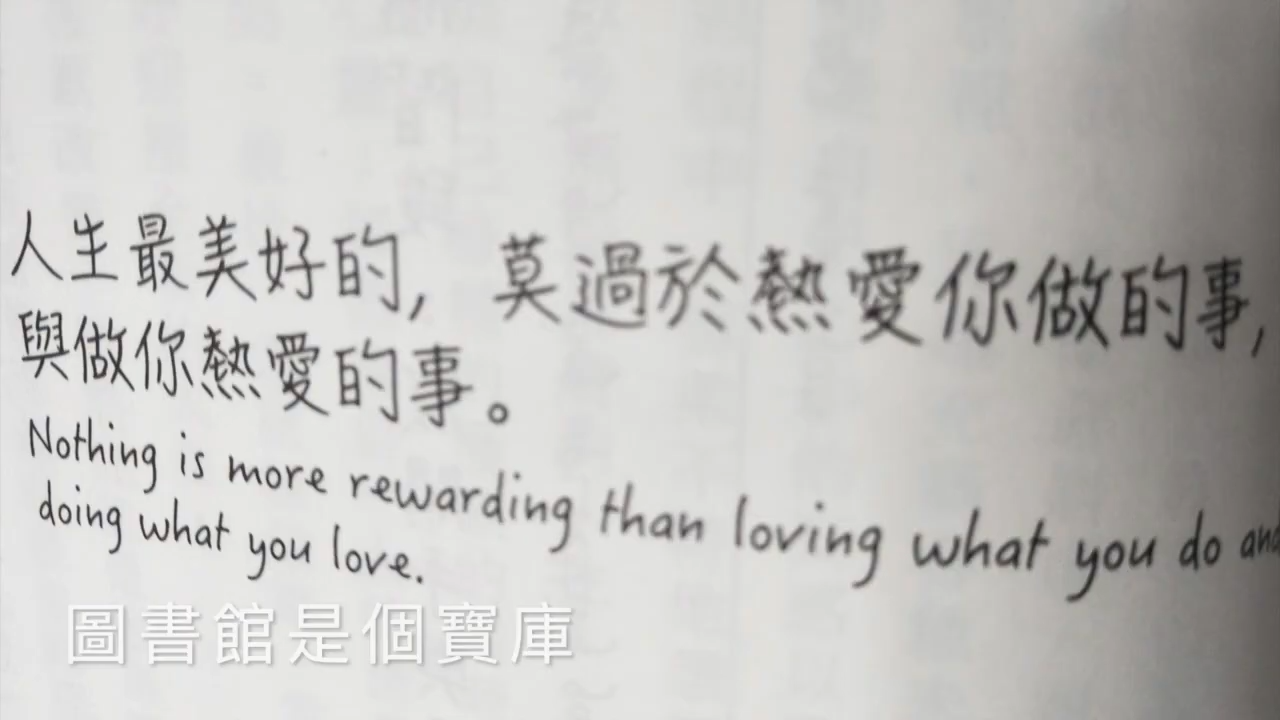 人生最美好的, 莫過於熱愛你做的事,
與做你熱愛的事。
Nothing is more rewarding than loving what you do and
doing what you love.
圖書館是個寶庫